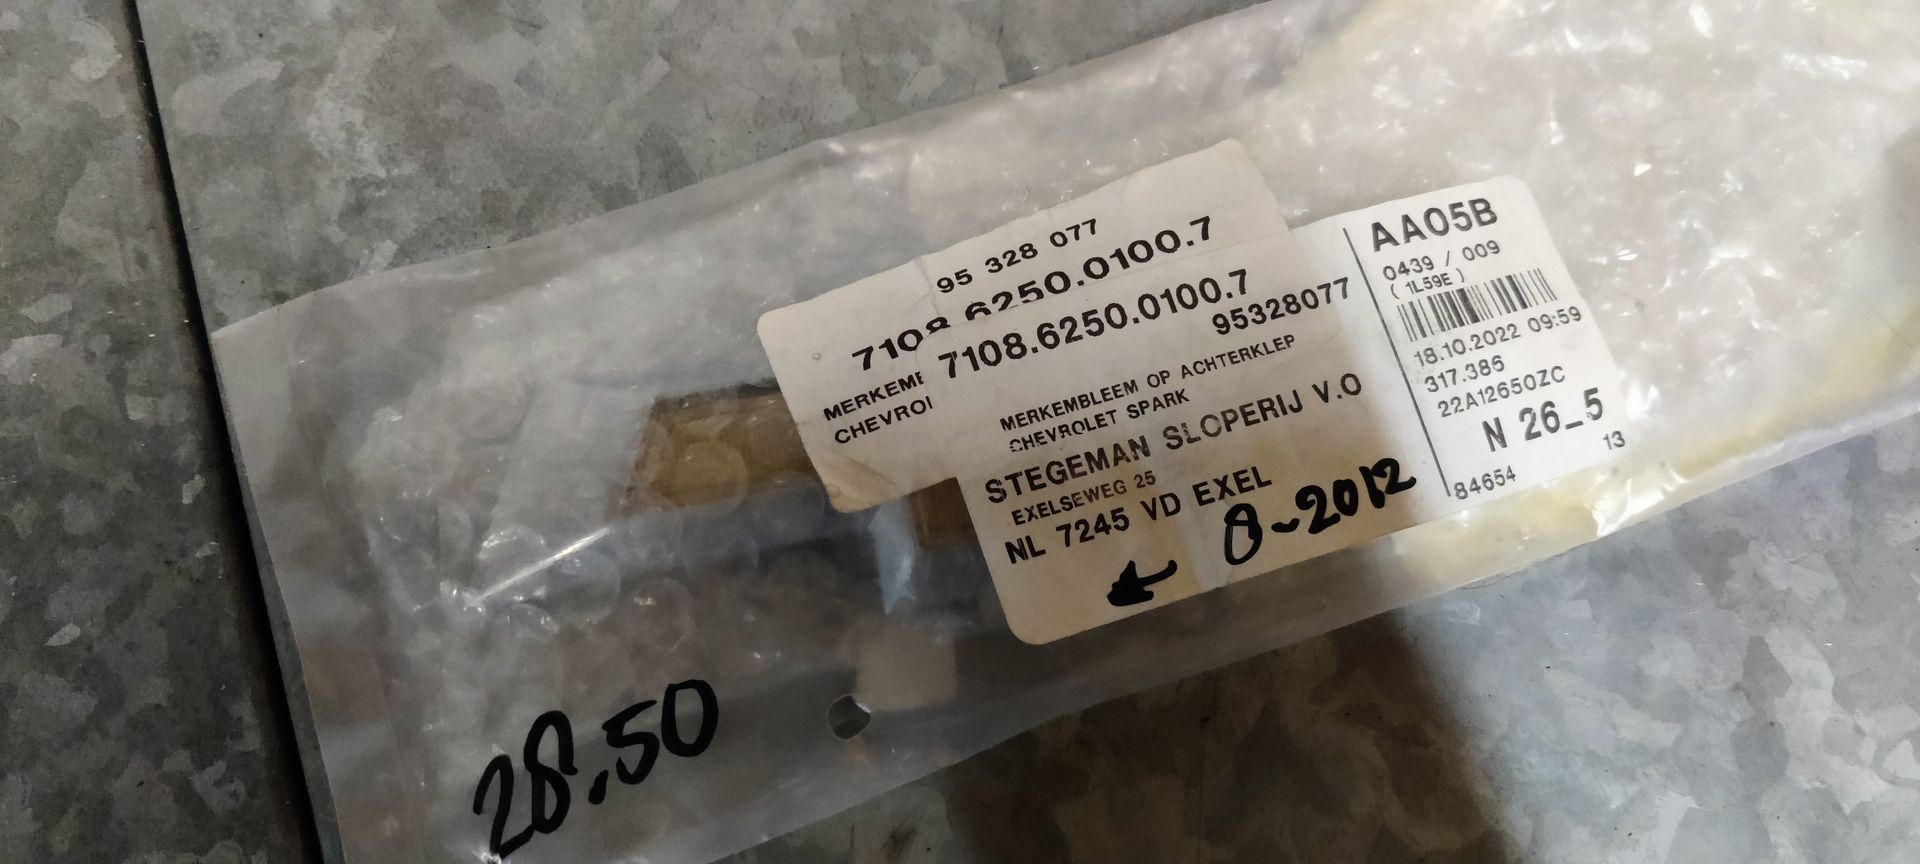 95 328 077
7108.6250.0100.7
MERKEME
CHEVROL
7108.6250.0100.7
95328077
MERKEMBLEEM OP ACHTERKLEP
CHEVROLET SPARK
STEGEMAN SLOPERIJ V.O
EXELSEWEG 25
NL 7245 VD EXEL
8-2012
AA05B
0439 / 009
( 1L59E )
18.10.2022 09:59
317.386
22A12650ZC
N 26_5
84654 13
28,50